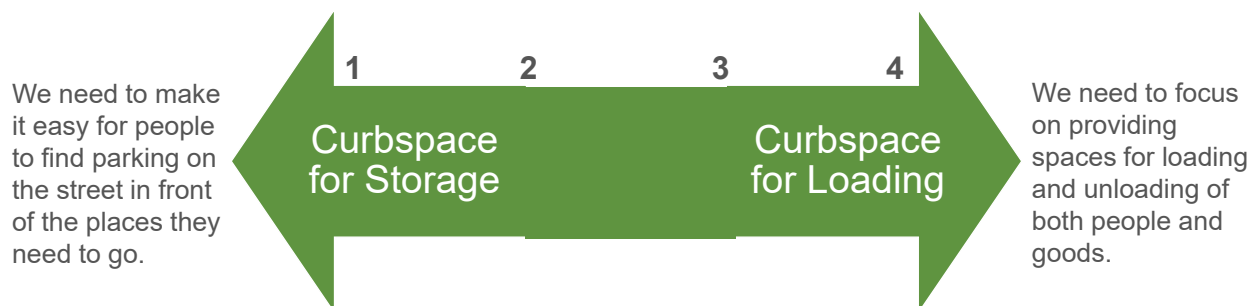 We need to make
it easy for people
to find parking on
the street in front
of the places they
need to go.
1 2 3 4
Curbspace
for Storage
Curbspace
for Loading
We need to focus
on providing
spaces for loading
and unloading of
both people and
goods.